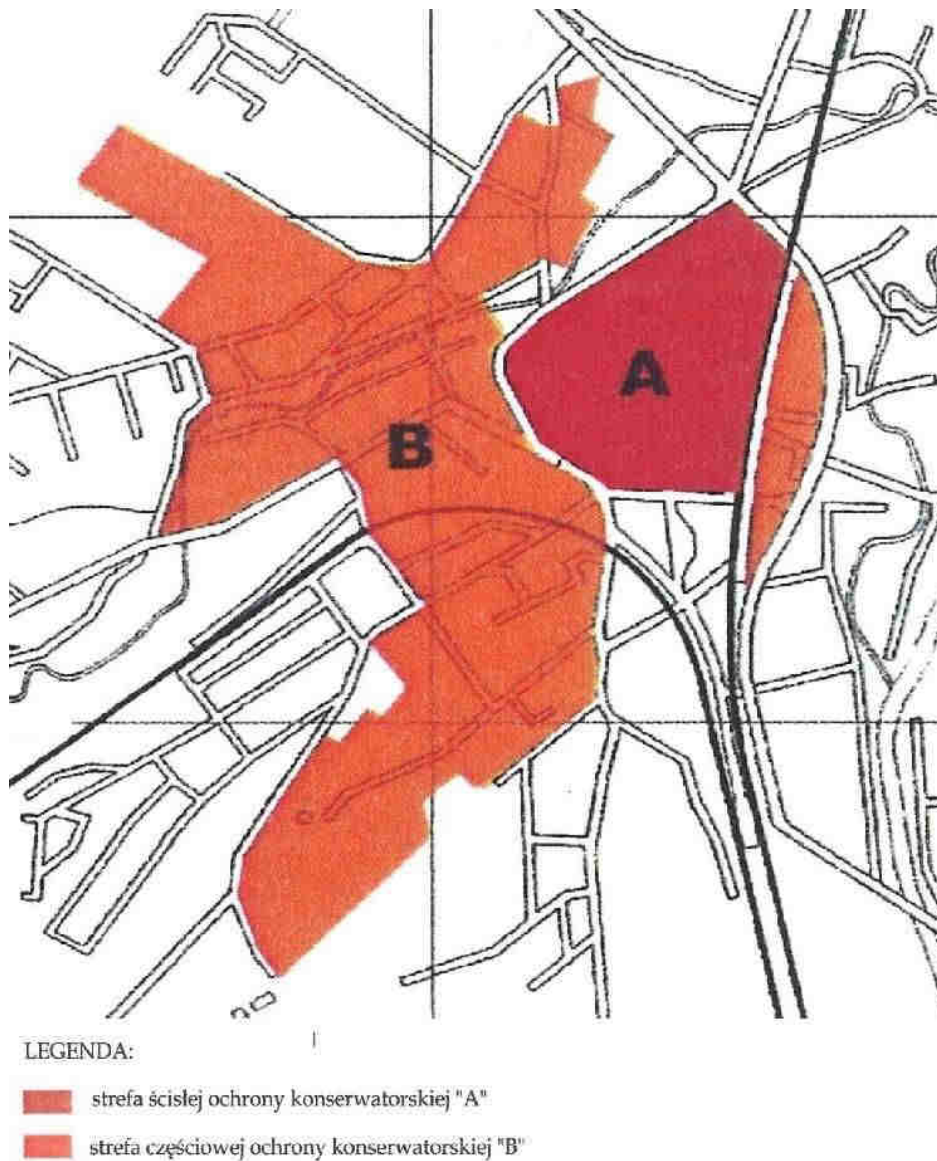 A
B
LEGENDA:
strefa ścisłej ochrony konserwatorskiej "A"
strefa częściowej ochrony konserwatorskiej "B"